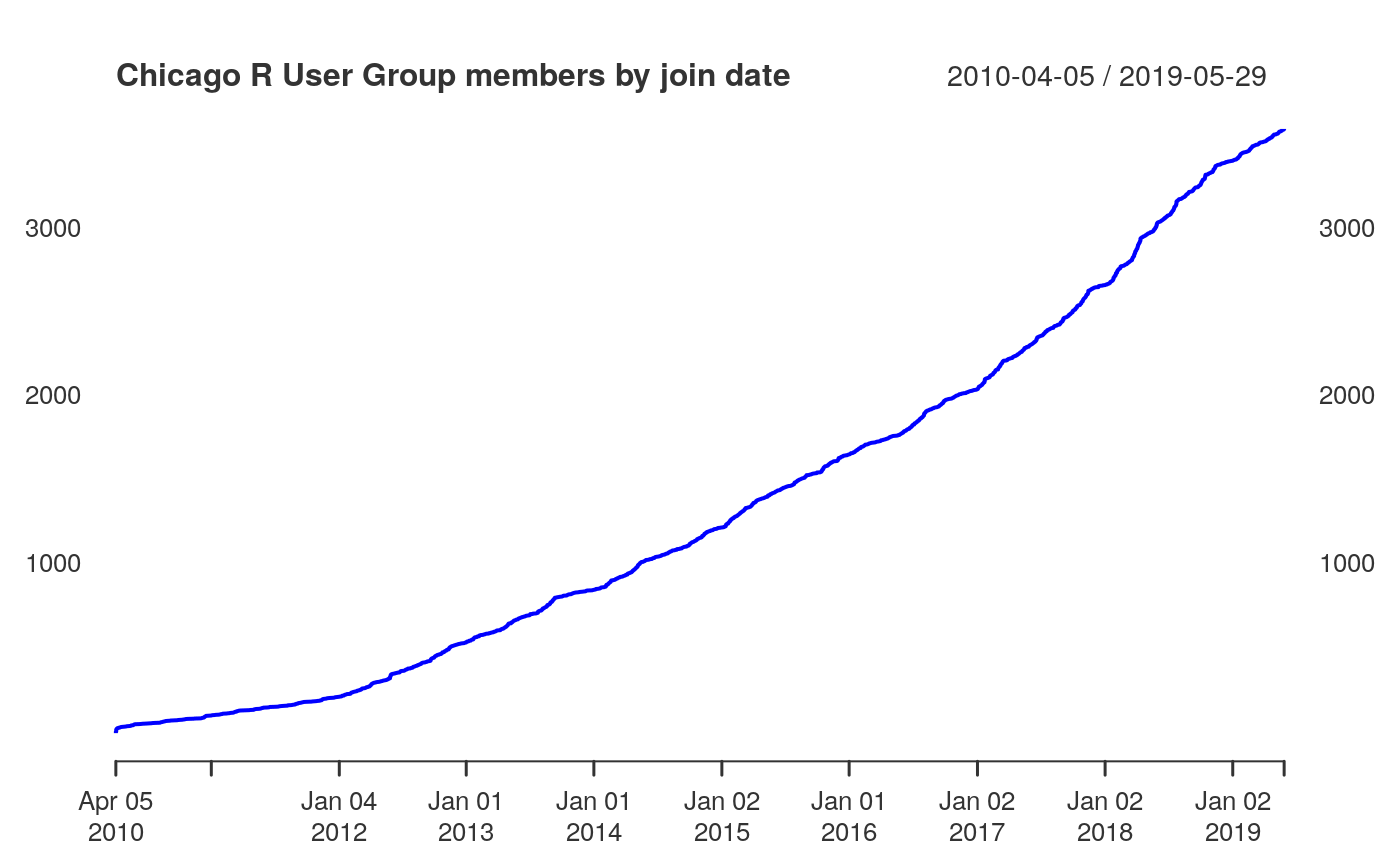 Chicago R User Group members by join date 2010-04-05 / 2019-05-29
3000 3000
2000 2000
1000 1000
Apr 05 Jan 04 Jan 01 Jan 01 Jan 02 Jan 01 Jan 02 Jan 02 Jan 02
2010 2012 2013 2014 2015 2016 2017 2018 2019